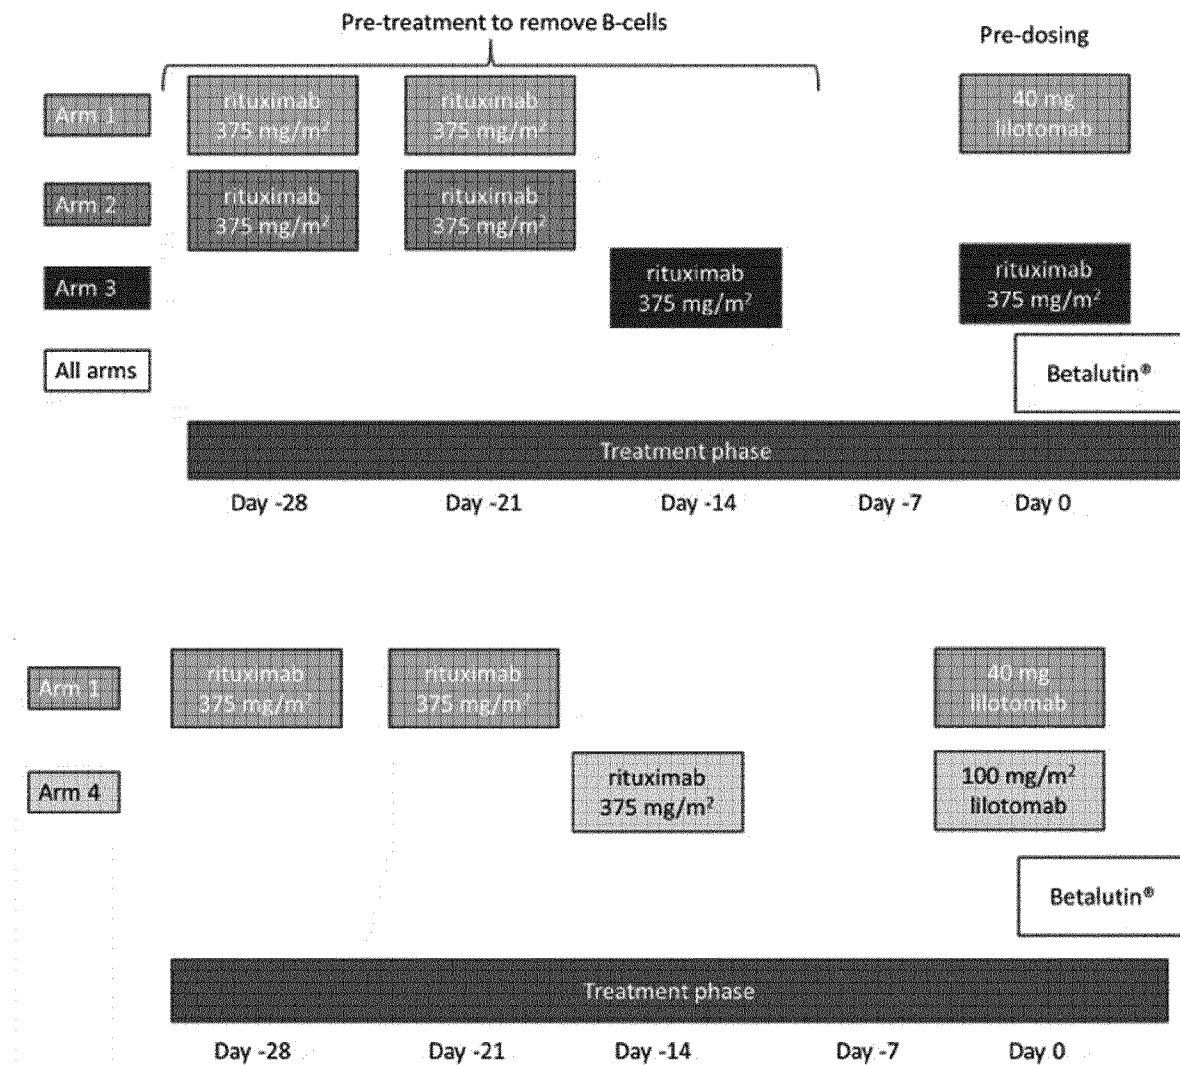 Pre-treatment to remove B-cells
Pre-dosing
Arm 1
rituximab
375 mg/m²
rituximab
375 mg/m²
40 mg
lilotomab
Arm 2
rituximab
375 mg/m²
rituximab
375 mg/m²
Arm 3
rituximab
375 mg/m²
rituximab
375 mg/m²
All arms
Betalutin®
Treatment phase
Day -28 Day -21 Day -14 Day -7 Day 0
Arm 1
rituximab
375 mg/m²
rituximab
375 mg/m²
40 mg
lilotomab
Arm 4
rituximab
375 mg/m²
100 mg/m²
lilotomab
Betalutin®
Treatment phase
Day -28 Day -21 Day -14 Day -7 Day 0